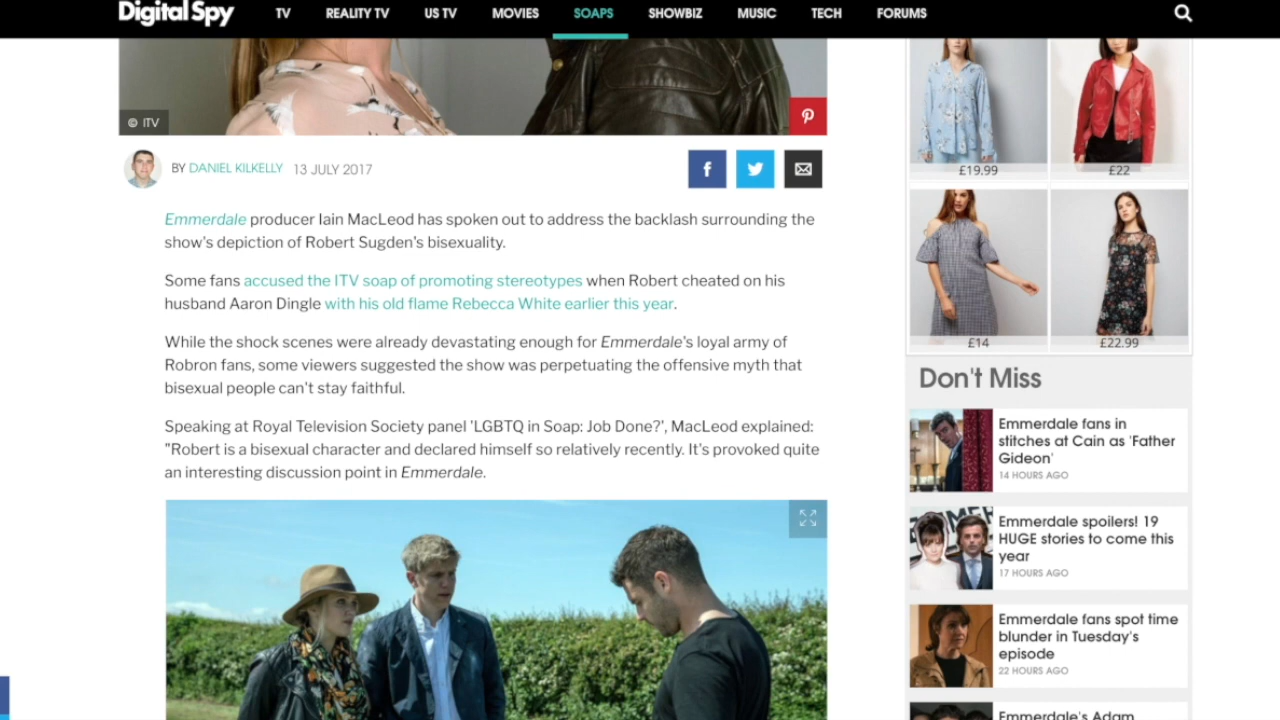 Digital Spy
TV
REALITY TV
US TV
MOVIES
SOAPS
SHOWBIZ
MUSIC
TECH
FORUMS
© ITV
BY DANIEL KILKELLY 13 JULY 2017
Emmerdale producer Iain MacLeod has spoken out to address the backlash surrounding the
show's depiction of Robert Sugden's bisexuality.
Some fans accused the ITV soap of promoting stereotypes when Robert cheated on his
husband Aaron Dingle with his old flame Rebecca White earlier this year.
While the shock scenes were already devastating enough for Emmerdale's loyal army of
Robron fans, some viewers suggested the show was perpetuating the offensive myth that
bisexual people can't stay faithful.
Speaking at Royal Television Society panel 'LGBTQ in Soap: Job Done?', MacLeod explained:
"Robert is a bisexual character and declared himself so relatively recently. It's provoked quite
an interesting discussion point in Emmerdale.
£19.99
£22
£14
£22.99
Don't Miss
Emmerdale fans in
stitches at Cain as 'Father
Gideon'
14 HOURS AGO
Emmerdale spoilers! 19
HUGE stories to come this
year
17 HOURS AGO
Emmerdale fans spot time
blunder in Tuesday's
episode
22 HOURS AGO
Emmerdale's Adam